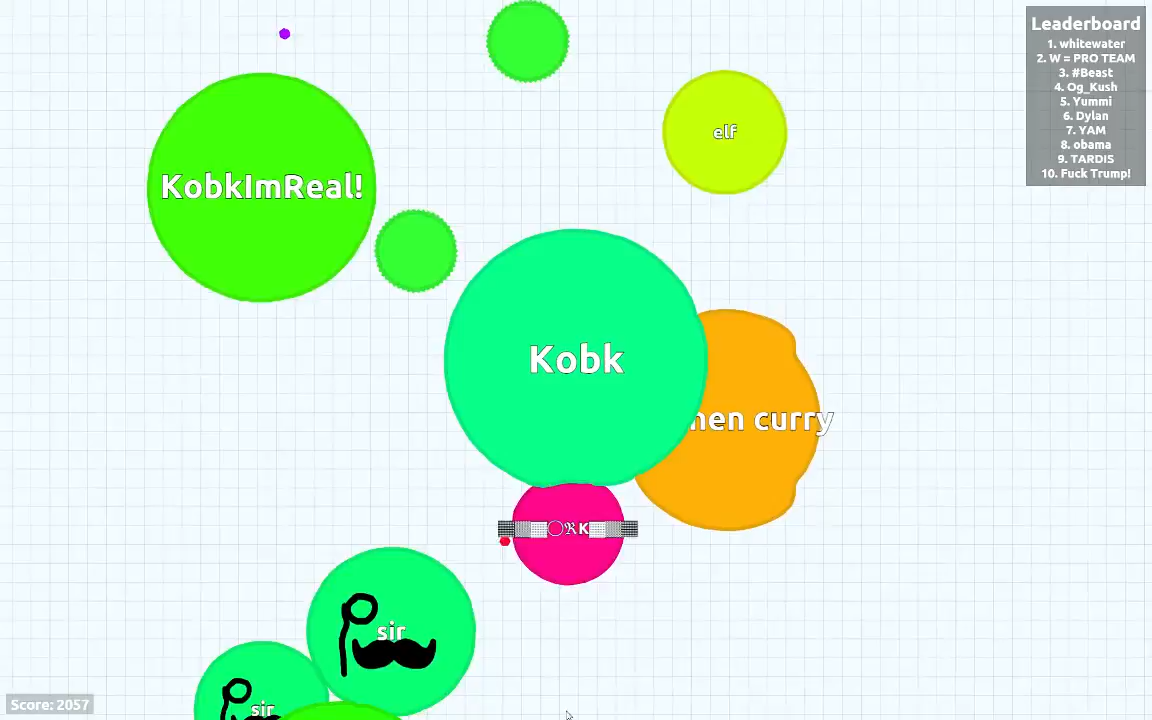 Leaderboard
1. whitewater
2. W = PRO TEAM
3. #Beast
4. Og_Kush
5. Yummi
6. Dylan
7. YAM
8. obama
9. TARDIS
10. Fuck Trump!
elf
KobkImReal!
Kobk
men curry
◯ℜK
sir
sir
Score: 2057